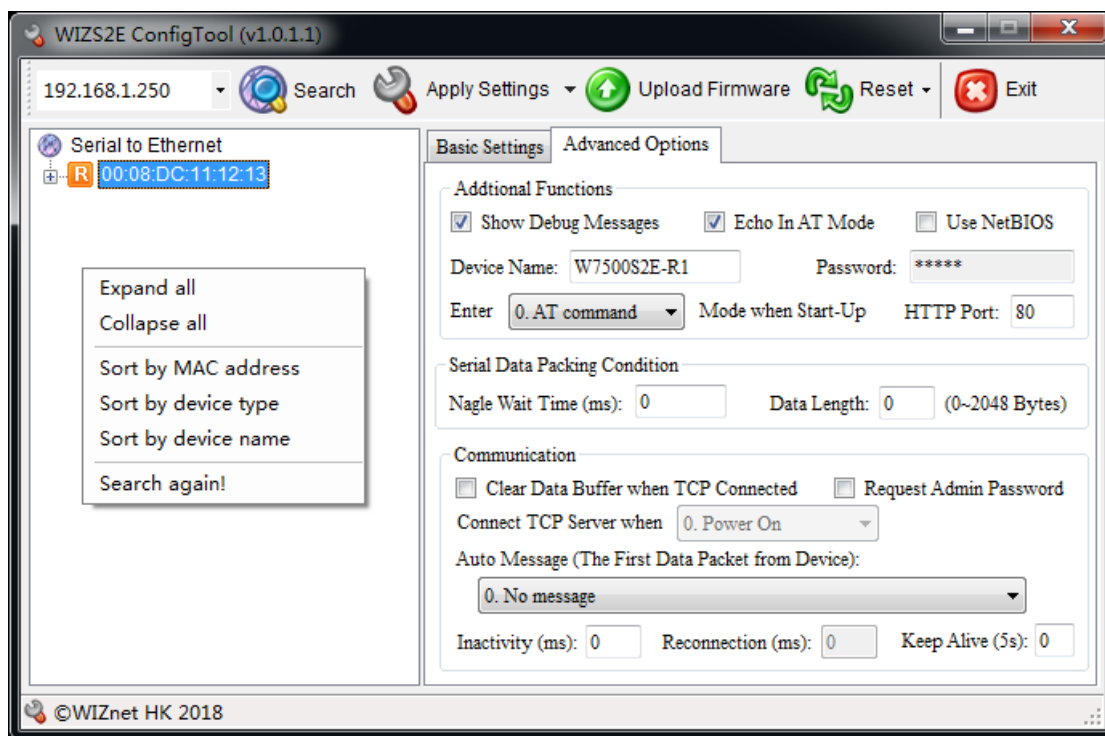 WIZS2E ConfigTool (v1.0.1.1)
192.168.1.250 Search Apply Settings Upload Firmware Reset Exit
Serial to Ethernet
R 00:08:DC:11:12:13
Expand all
Collapse all
Sort by MAC address
Sort by device type
Sort by device name
Search again!
Basic Settings Advanced Options
Addtional Functions
Show Debug Messages Echo In AT Mode Use NetBIOS
Device Name: W7500S2E-R1 Password: *****
Enter 0. AT command Mode when Start-Up HTTP Port: 80
Serial Data Packing Condition
Nagle Wait Time (ms): 0 Data Length: 0 (0~2048 Bytes)
Communication
Clear Data Buffer when TCP Connected Request Admin Password
Connect TCP Server when 0. Power On
Auto Message (The First Data Packet from Device):
0. No message
Inactivity (ms): 0 Reconnection (ms): 0 Keep Alive (5s): 0
©WIZnet HK 2018